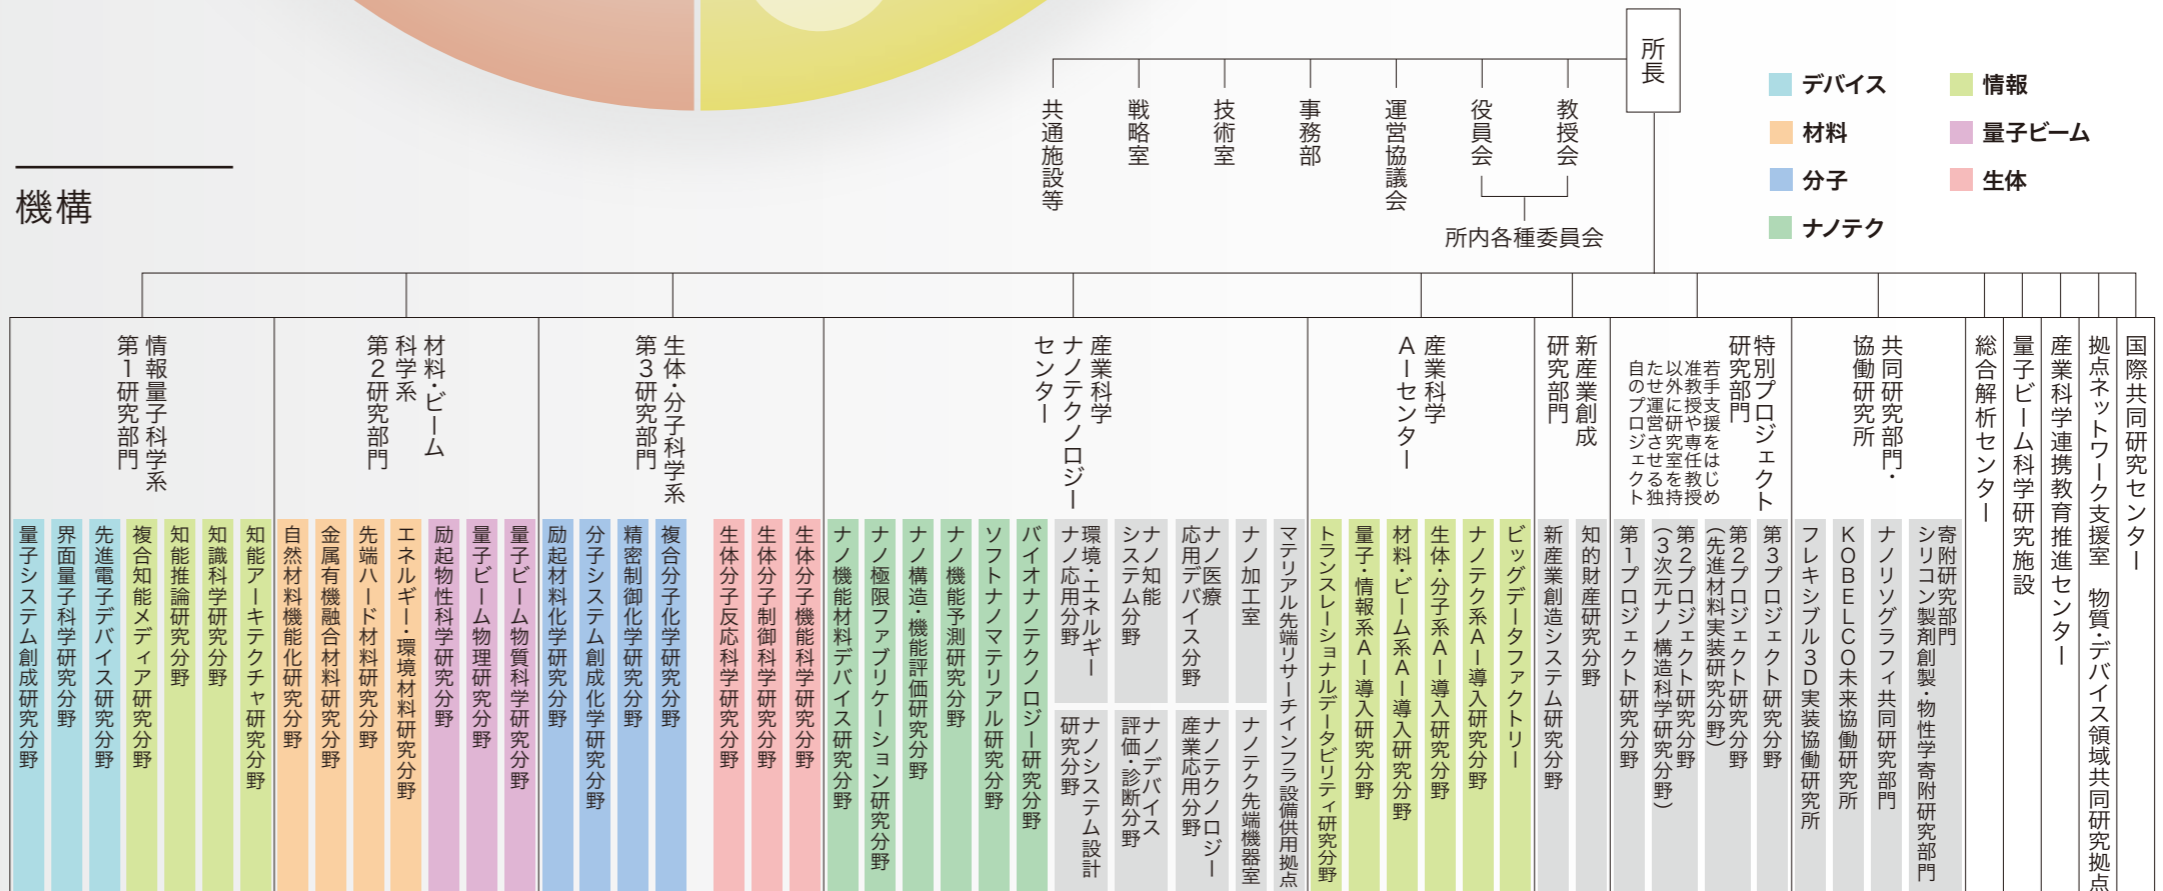 機構
所長
共通施設等
戦略室
技術室
事務部
運営協議会
役員会
教授会
所内各種委員会
デバイス
材料
分子
ナノテク
情報
量子ビーム
生体
情報量子科学系
第1研究部門
量子システム創成研究分野
界面量子科学研究分野
先進電子デバイス研究分野
複合知能メディア研究分野
知能推論研究分野
知識科学研究分野
知能アーキテクチャ研究分野
材料・ビーム
科学系
第2研究部門
自然材料機能化研究分野
金属有機融合材料研究分野
先端ハード材料研究分野
エネルギー・環境材料研究分野
励起物性科学研究分野
量子ビーム物理研究分野
量子ビーム物質科学研究分野
生体・分子科学系
第3研究部門
励起材料化学研究分野
分子システム創成化学研究分野
精密制御化学研究分野
複合分子化学研究分野
生体分子反応科学研究分野
生体分子制御科学研究分野
生体分子機能科学研究分野
産業科学
ナノテクノロジー
センター
ナノ機能材料デバイス研究分野
ナノ極限ファブリケーション研究分野
ナノ構造・機能評価研究分野
ナノ機能予測研究分野
ソフトナノマテリアル研究分野
バイオナノテクノロジー研究分野
環境・エネルギー
ナノ応用分野
ナノシステム設計
研究分野
ナノ知能
システム分野
ナノデバイス
評価・診断分野
ナノ医療
応用デバイス分野
ナノテクノロジー
産業応用分野
ナノ加工室
ナノテク先端機器室
マテリアル先端リサーチインフラ設備供用拠点
産業科学
AIセンター
トランスレーショナルデータビリティ研究分野
量子・情報系AI導入研究分野
材料・ビーム系AI導入研究分野
生体・分子系AI導入研究分野
ナノテク系AI導入研究分野
ビッグデータファクトリー
新産業創成
研究部門
新産業創造システム研究分野
知的財産研究分野
特別プロジェクト
研究部門
若手支援をはじめ
准教授や専任教授
以外に研究室を持
たせ運営させる独
自のプロジェクト
第1プロジェクト研究分野
第2プロジェクト研究分野
(3次元ナノ構造科学研究分野)
第2プロジェクト研究分野
(先進材料実装研究分野)
第3プロジェクト研究分野
共同研究部門・
協働研究所
フレキシブル3D実装協働研究所
KOBELCO未来協働研究所
ナノリソグラフィ共同研究部門
寄附研究部門
シリコン製剤創製・物性学寄附研究部門
総合解析センター
量子ビーム科学研究施設
産業科学連携教育推進センター
拠点ネットワーク支援室 物質・デバイス領域共同研究拠点
国際共同研究センター